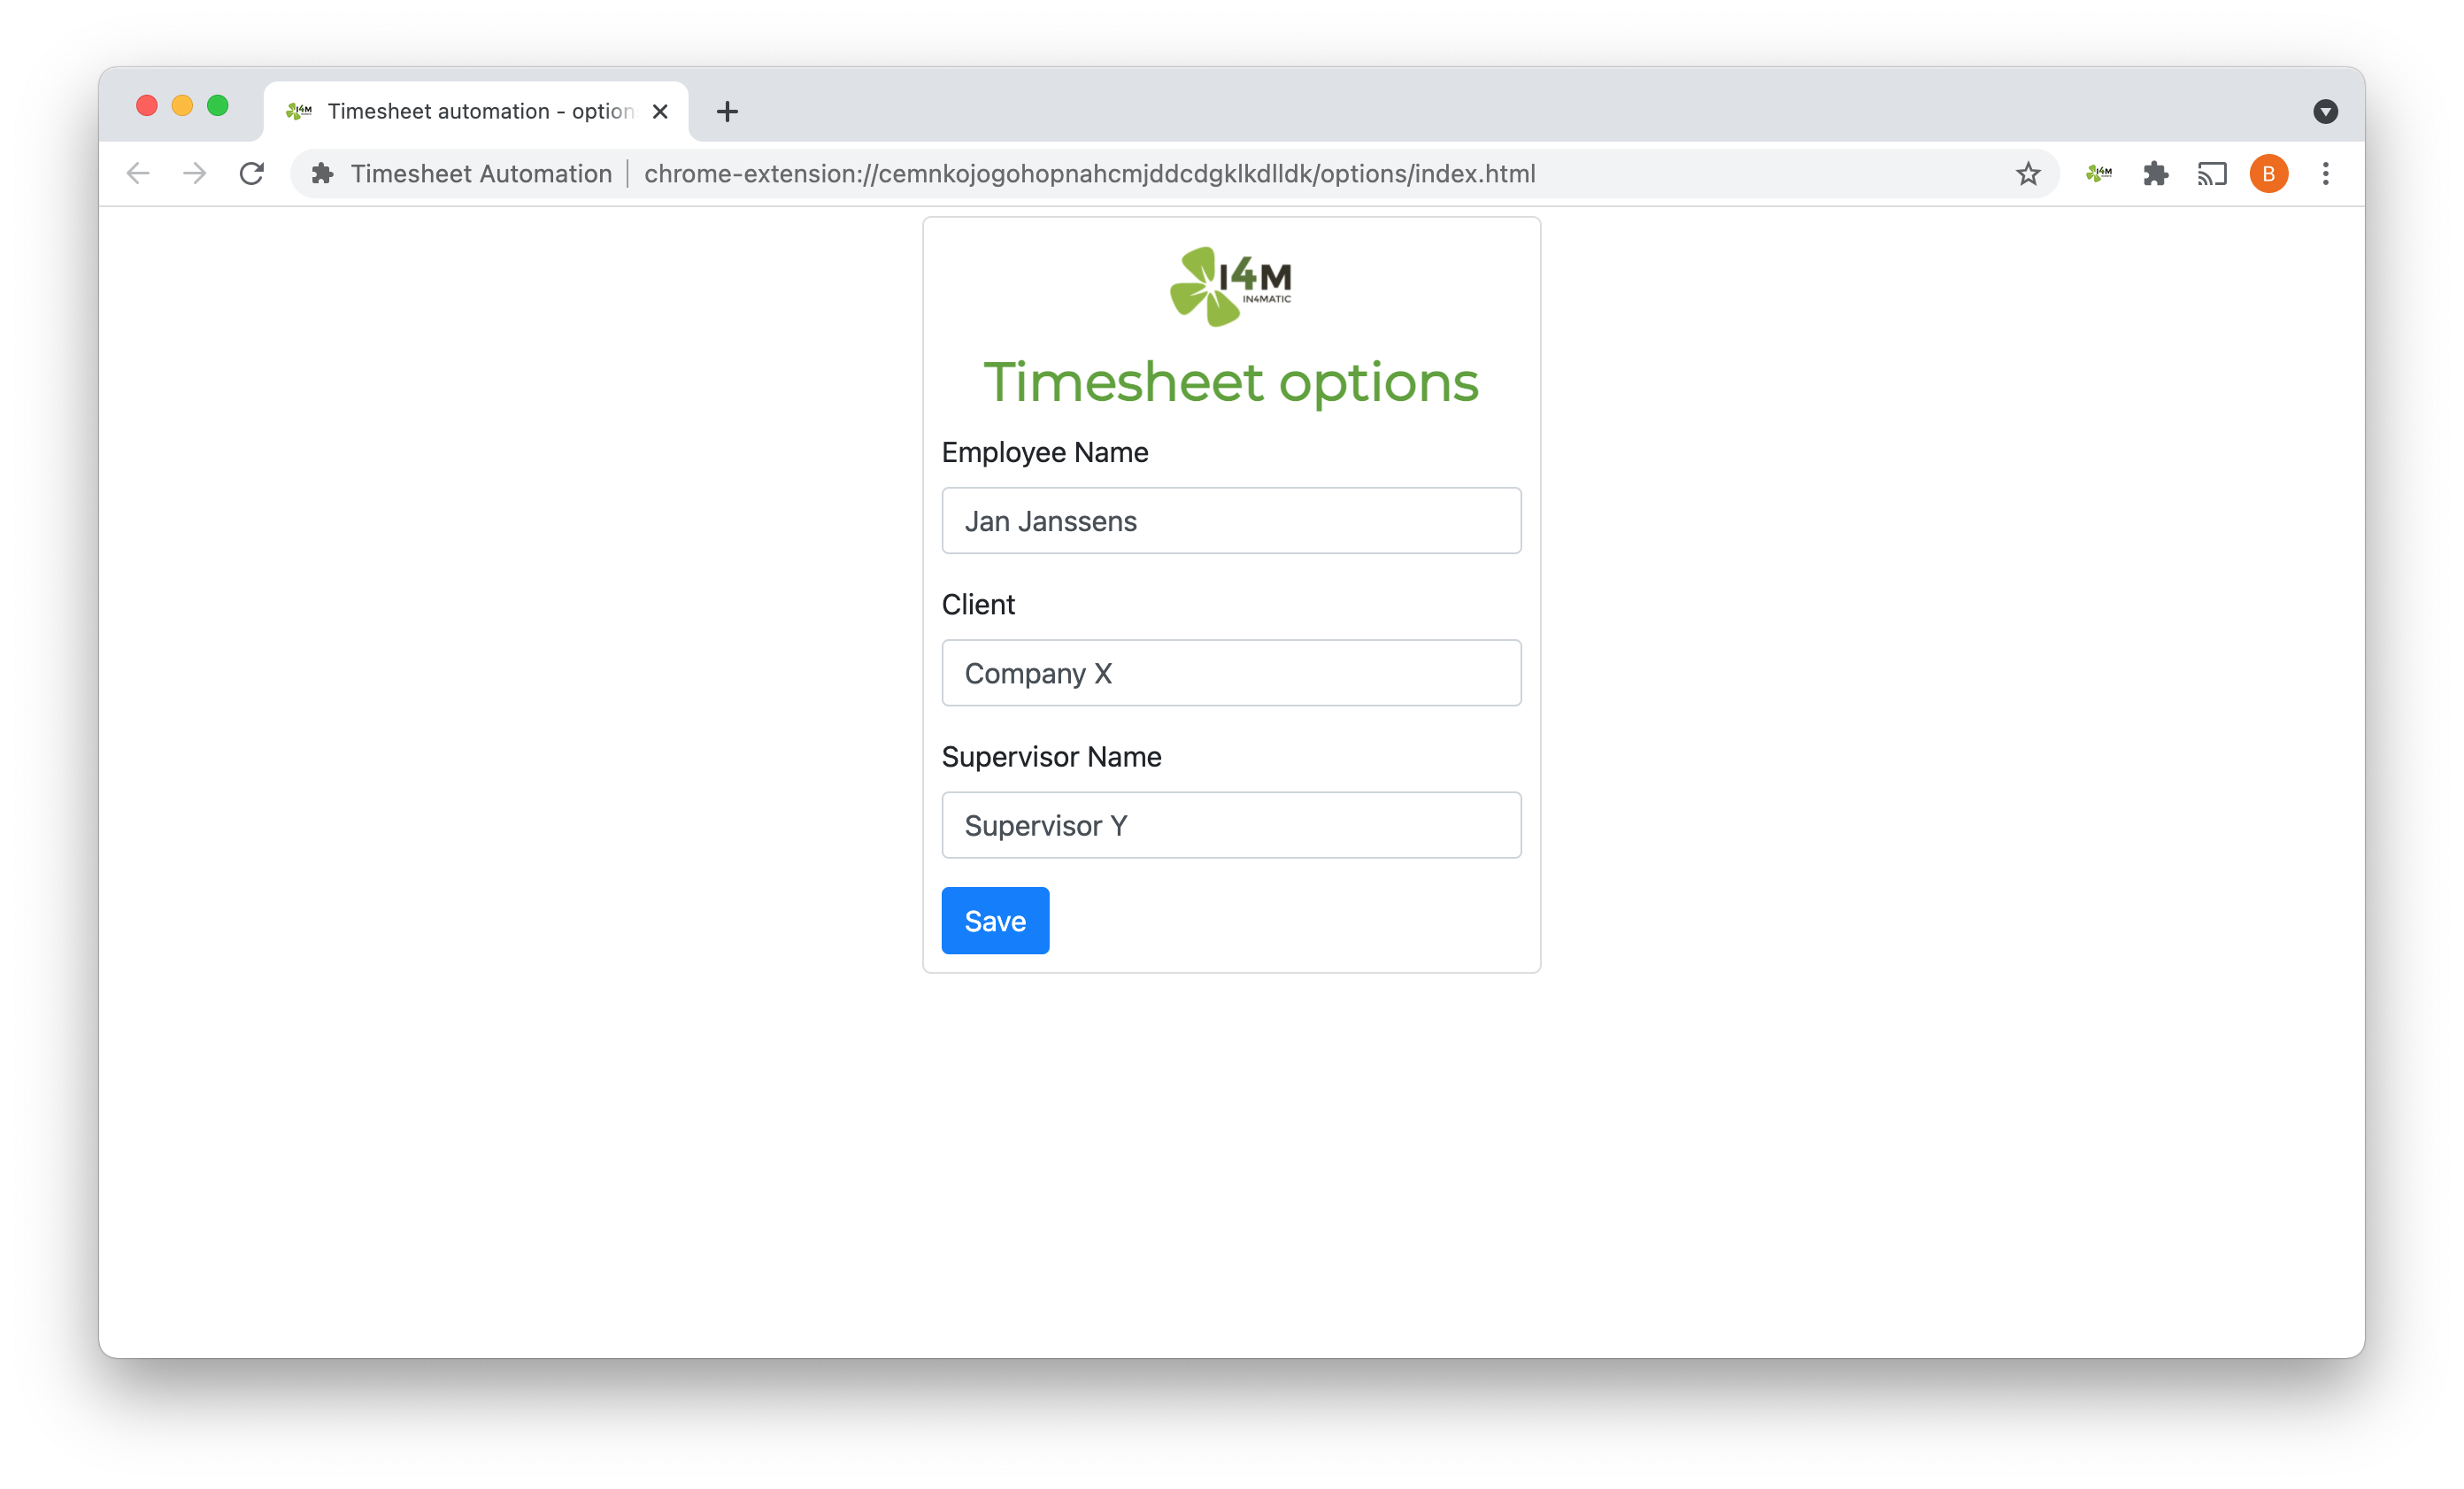 Timesheet automation - option
Timesheet Automation | chrome-extension://cemnkojogohopnahcmjddcdgklkdlldk/options/index.html
I4M
B
I4M
IN4MATIC
Timesheet options
Employee Name
Jan Janssens
Client
Company X
Supervisor Name
Supervisor Y
Save